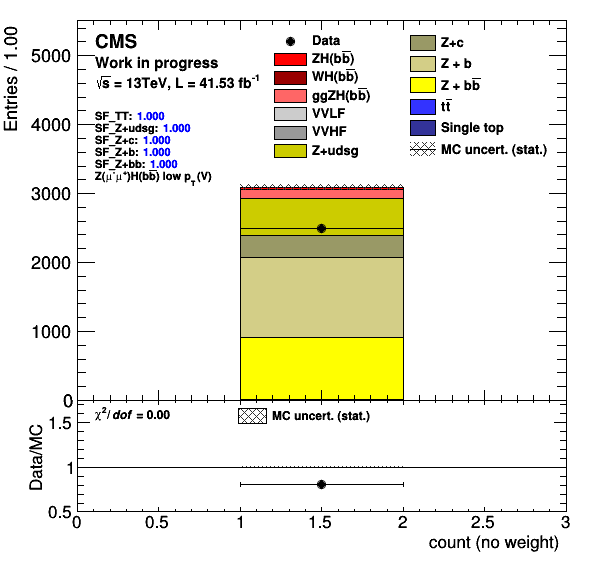 CMS
Work in progress
√s = 13TeV, L = 41.53 fb⁻¹
SF_TT: 1.000
SF_Z+udsg: 1.000
SF_Z+c: 1.000
SF_Z+b: 1.000
SF_Z+bb: 1.000
Z(μ⁻μ⁺)H(bb̅) low p_T(V)
Data
ZH(bb̅)
WH(bb̅)
ggZH(bb̅)
VVLF
VVHF
Z+udsg
Z+c
Z + b
Z + bb̅
tt̅
Single top
MC uncert. (stat.)
Entries / 1.00
5000
4000
3000
2000
1000
0
χ²/dof = 0.00
MC uncert. (stat.)
Data/MC
1.5
1
0.5
0 0.5 1 1.5 2 2.5 3
count (no weight)